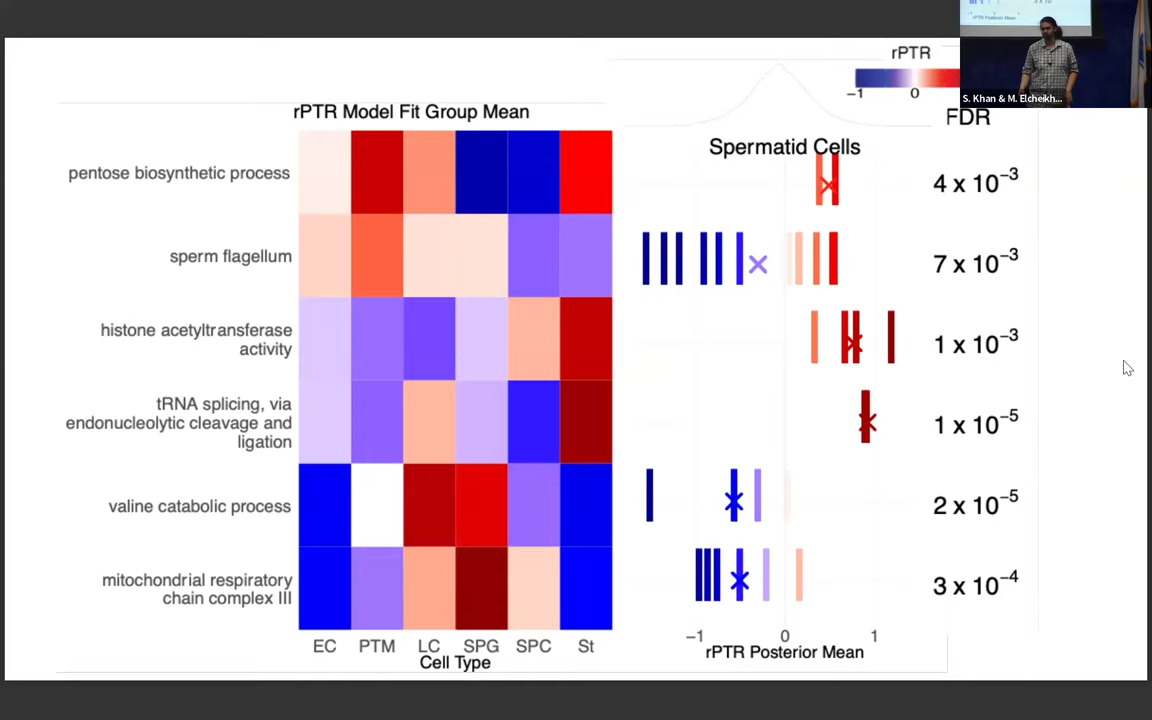 rPTR
−1
0
S. Khan & M. Elcheikh...
rPTR Model Fit Group Mean
FDR
Spermatid Cells
pentose biosynthetic process
4 x 10⁻³
sperm flagellum
7 x 10⁻³
histone acetyltransferase
activity
1 x 10⁻³
tRNA splicing, via
endonucleolytic cleavage and
ligation
1 x 10⁻⁵
valine catabolic process
2 x 10⁻⁵
mitochondrial respiratory
chain complex III
3 x 10⁻⁴
EC PTM LC SPG SPC St
Cell Type
−1 0 1
rPTR Posterior Mean